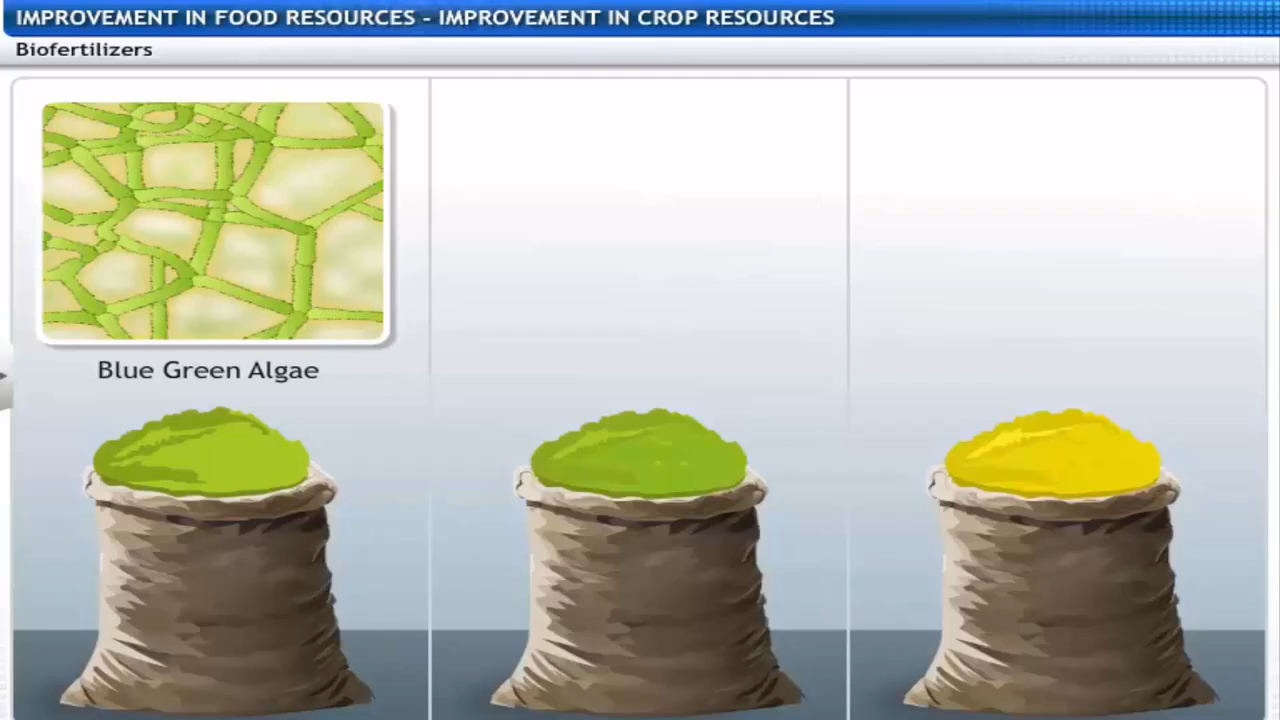 IMPROVEMENT IN FOOD RESOURCES - IMPROVEMENT IN CROP RESOURCES
Biofertilizers
Blue Green Algae